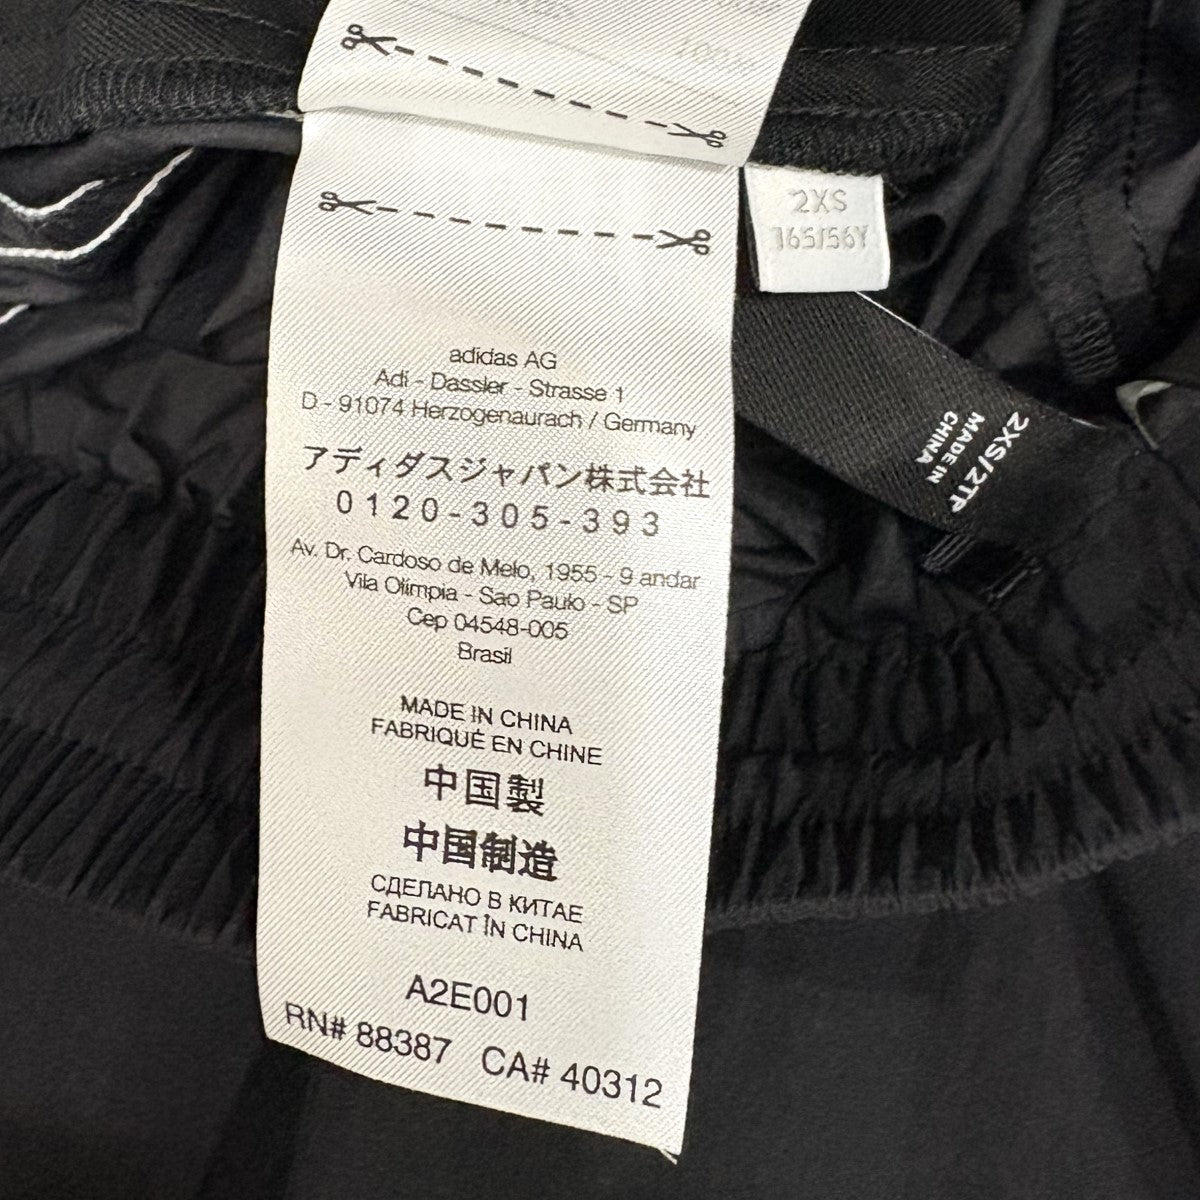 adidas AG
Adi - Dassler - Strasse 1
D - 91074 Herzogenaurach / Germany
アディダスジャパン株式会社
0120-305-393
Av. Dr. Cardoso de Melo, 1955 - 9 andar
Vila Olímpia - Sao Paulo - SP
Cep 04548-005
Brasil
MADE IN CHINA
FABRIQUÉ EN CHINE
中国製
中国制造
СДЕЛАНО В КИТАЕ
FABRICAT ÎN CHINA
A2E001
RN# 88387 CA# 40312
2XS
165/56Y
2XS/2TP
MADE IN
CHINA